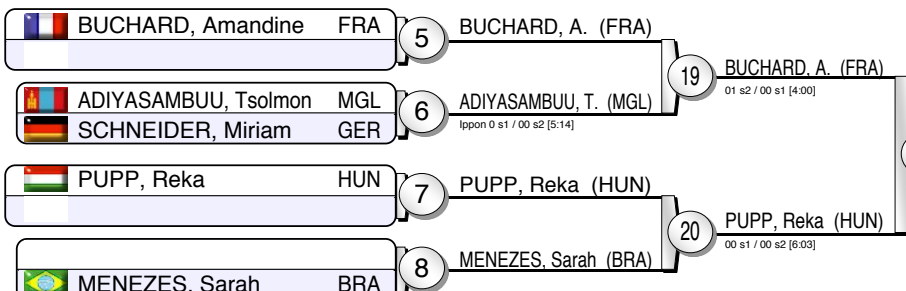 BUCHARD, Amandine FRA
5
BUCHARD, A. (FRA)
19
BUCHARD, A. (FRA)
01 s2 / 00 s1 [4:00]
ADIYASAMBUU, Tsolmon MGL
SCHNEIDER, Miriam GER
6
ADIYASAMBUU, T. (MGL)
Ippon 0 s1 / 00 s2 [5:14]
PUPP, Reka HUN
7
PUPP, Reka (HUN)
20
PUPP, Reka (HUN)
00 s1 / 00 s2 [6:03]
MENEZES, Sarah BRA
8
MENEZES, Sarah (BRA)